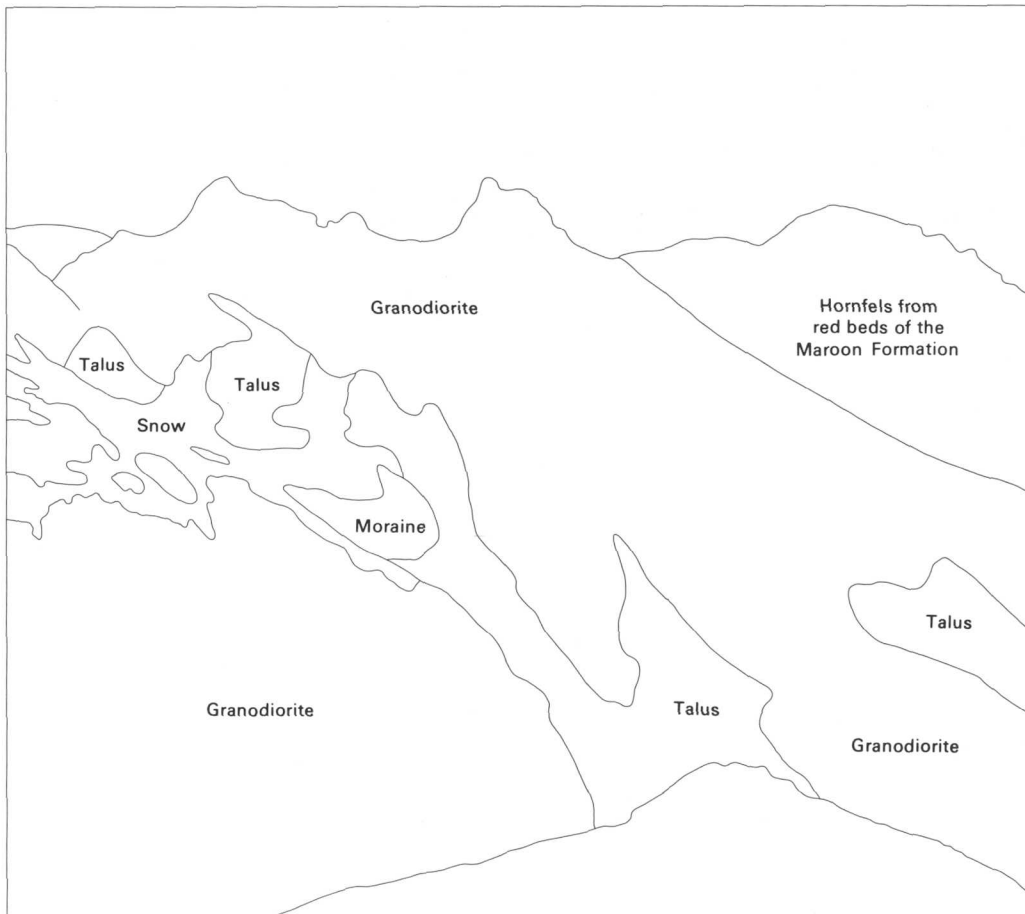 Granodiorite
Hornfels from
red beds of the
Maroon Formation
Talus
Talus
Snow
Moraine
Talus
Granodiorite
Talus
Granodiorite